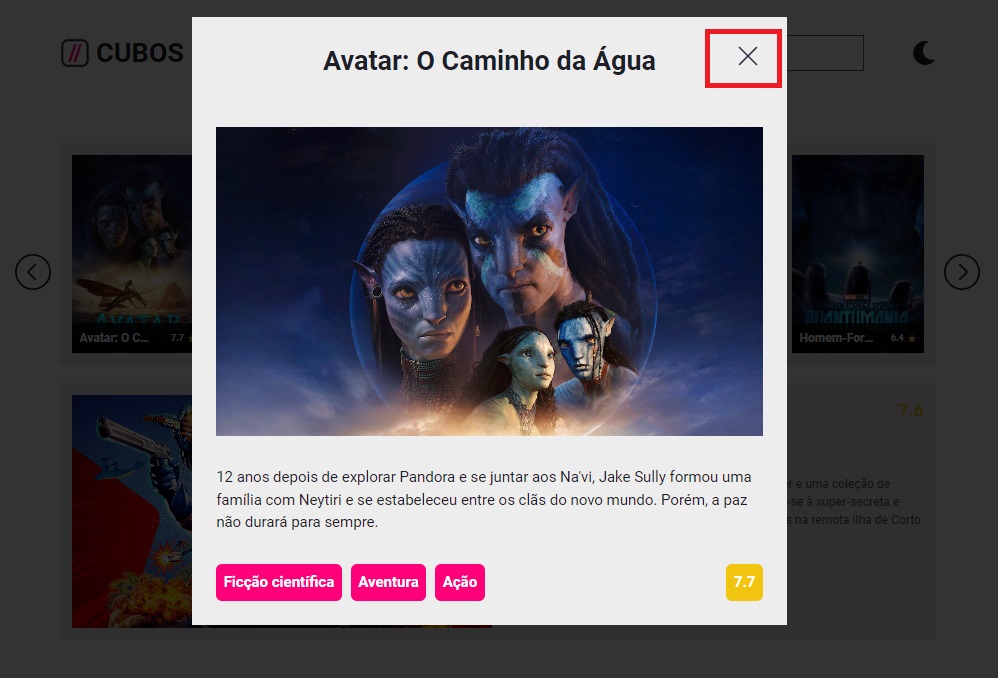 CUBOS
Avatar: O Caminho da Água
AVATAR
Avatar: O C... 7.7
QUANTUMANIA
Homem-For... 6.4
7.6
e uma coleção de
-se à super-secreta e
s na remota ilha de Corto
12 anos depois de explorar Pandora e se juntar aos Na'vi, Jake Sully formou uma
família com Neytiri e se estabeleceu entre os clãs do novo mundo. Porém, a paz
não durará para sempre.
Ficção científica Aventura Ação 7.7